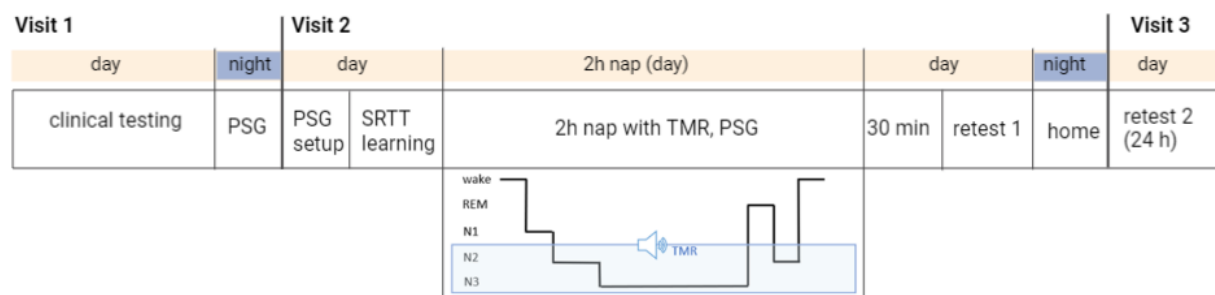 Visit 1 Visit 2 Visit 3
day night day 2h nap (day) day night day
clinical testing PSG PSG setup SRTT learning 2h nap with TMR, PSG 30 min retest 1 home retest 2 (24 h)
wake
REM
N1
TMR
N2
N3